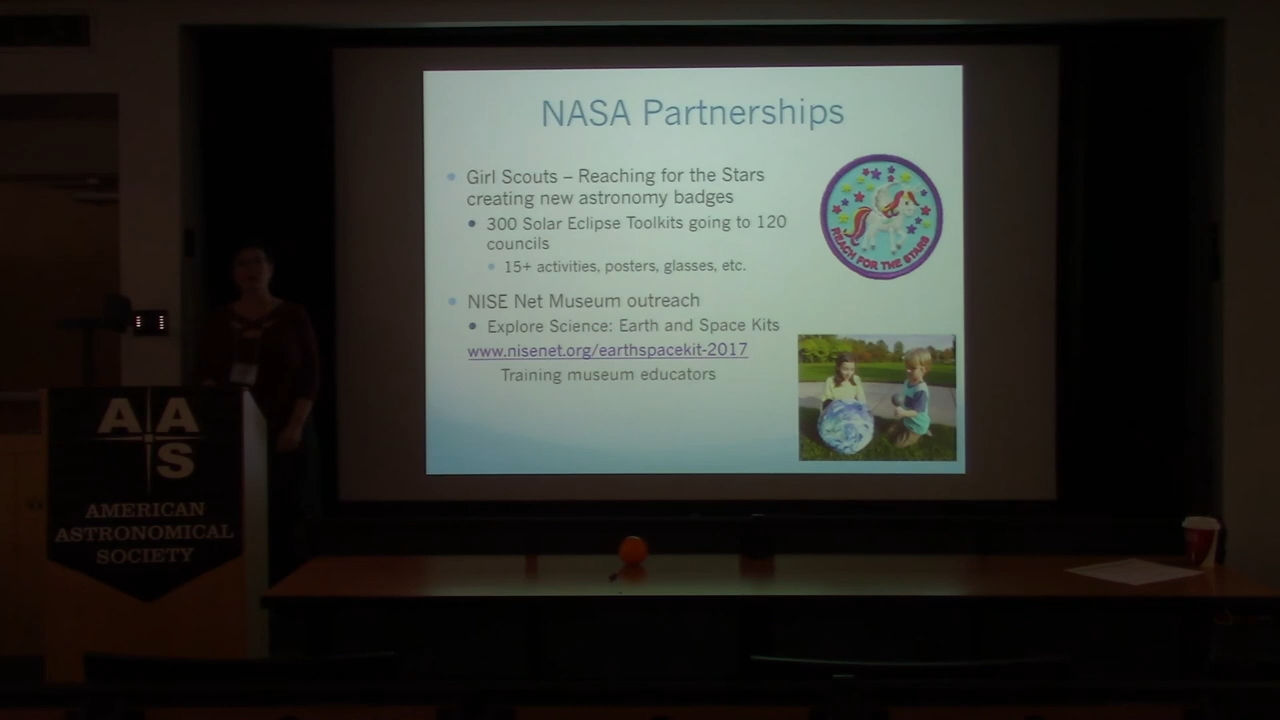 NASA Partnerships
Girl Scouts – Reaching for the Stars
creating new astronomy badges
300 Solar Eclipse Toolkits going to 120
councils
15+ activities, posters, glasses, etc.
NISE Net Museum outreach
Explore Science: Earth and Space Kits
www.nisenet.org/earthspacekit-2017
Training museum educators
REACH FOR THE STARS
A A
S
AMERICAN
ASTRONOMICAL
SOCIETY